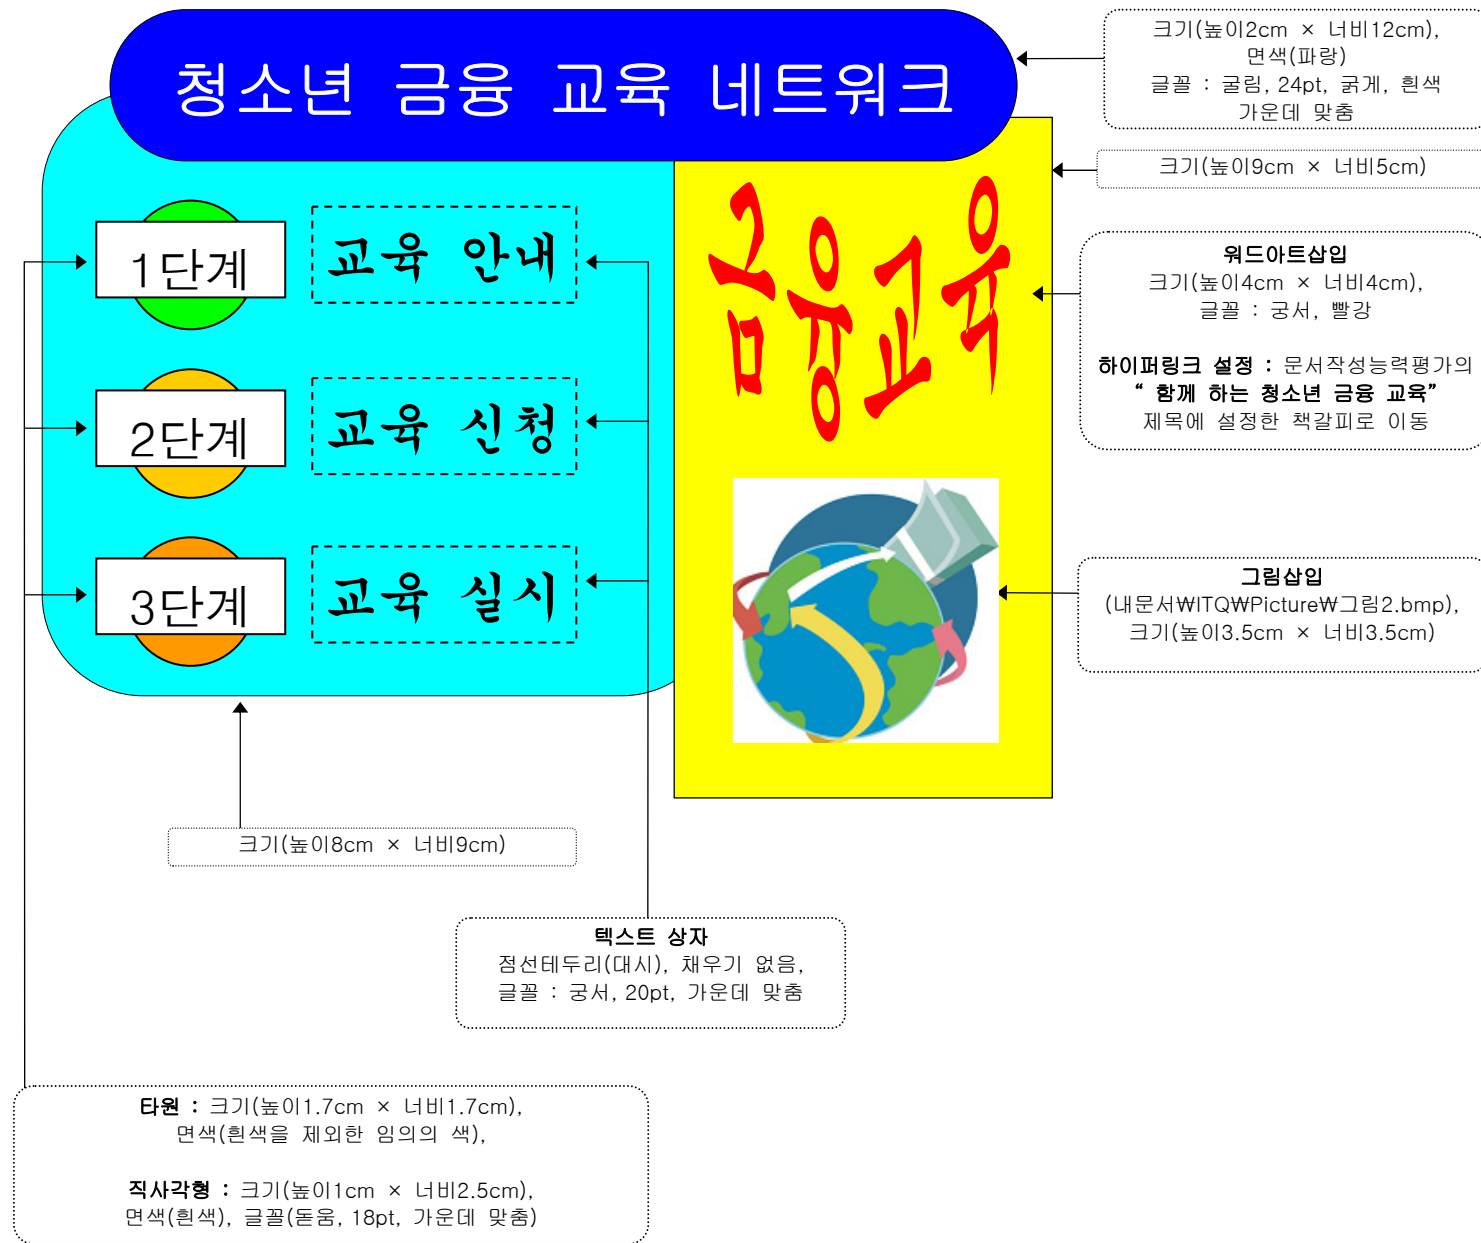 청소년 금융 교육 네트워크
크기(높이2cm × 너비12cm),
면색(파랑)
글꼴 : 굴림, 24pt, 굵게, 흰색
가운데 맞춤
크기(높이9cm × 너비5cm)
1단계
교육 안내
2단계
교육 신청
3단계
교육 실시
금융교육
워드아트삽입
크기(높이4cm × 너비4cm),
글꼴 : 궁서, 빨강
하이퍼링크 설정 : 문서작성능력평가의
“ 함께 하는 청소년 금융 교육”
제목에 설정한 책갈피로 이동
그림삽입
(내문서₩ITQ₩Picture₩그림2.bmp),
크기(높이3.5cm × 너비3.5cm)
크기(높이8cm × 너비9cm)
텍스트 상자
점선테두리(대시), 채우기 없음,
글꼴 : 궁서, 20pt, 가운데 맞춤
타원 : 크기(높이1.7cm × 너비1.7cm),
면색(흰색을 제외한 임의의 색),
직사각형 : 크기(높이1cm × 너비2.5cm),
면색(흰색), 글꼴(돋움, 18pt, 가운데 맞춤)